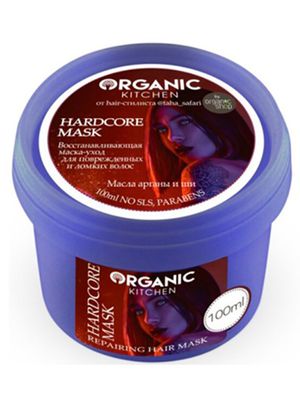 ORGANIC
KITCHEN
от hair-стилиста @taha_safari
the
organic
shop
HARDCORE
MASK
Восстанавливающая
маска-уход
для поврежденных
и ломких волос
Масла арганы и ши
100ml NO SLS, PARABENS
ORGANIC
KITCHEN
HARDCORE
MASK
100ml
REPAIRING HAIR MASK